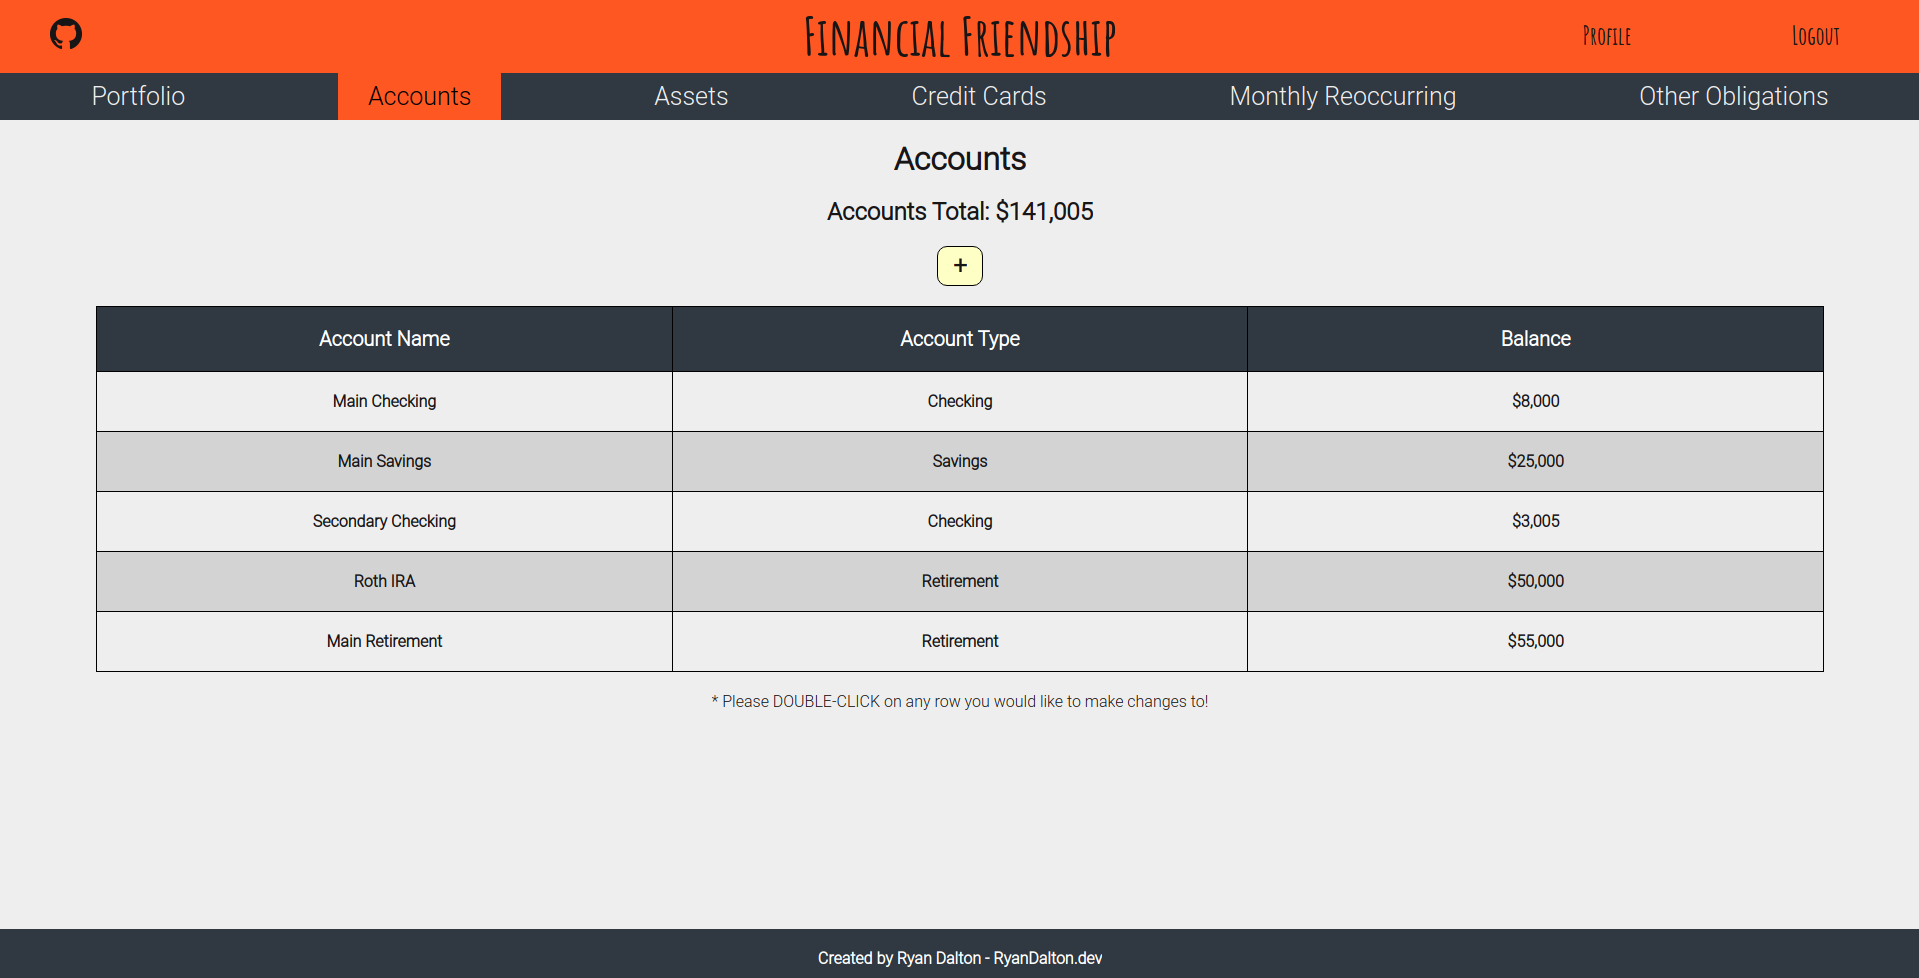 Financial Friendship
Profile
Logout
Portfolio
Accounts
Assets
Credit Cards
Monthly Reoccurring
Other Obligations
Accounts
Accounts Total: $141,005
+
Account Name Account Type Balance
Main Checking Checking $8,000
Main Savings Savings $25,000
Secondary Checking Checking $3,005
Roth IRA Retirement $50,000
Main Retirement Retirement $55,000
* Please DOUBLE-CLICK on any row you would like to make changes to!
Created by Ryan Dalton - RyanDalton.dev